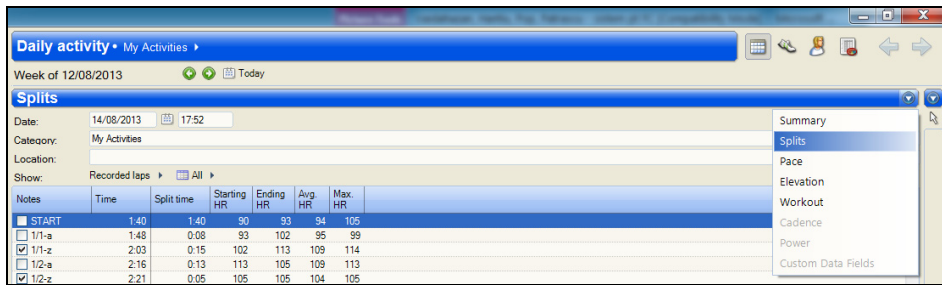 Daily activity • My Activities
Week of 12/08/2013 Today
Splits
Date: 14/08/2013 17:52
Category: My Activities
Location:
Show: Recorded laps All
Notes Time Split time Starting HR Ending HR Avg. HR Max. HR
START 1:40 1:40 90 93 94 105
1/1-a 1:48 0:08 93 102 95 99
1/1-z 2:03 0:15 102 113 109 114
1/2-a 2:16 0:13 113 105 109 113
1/2-z 2:21 0:05 105 105 104 105
Summary
Splits
Pace
Elevation
Workout
Cadence
Power
Custom Data Fields